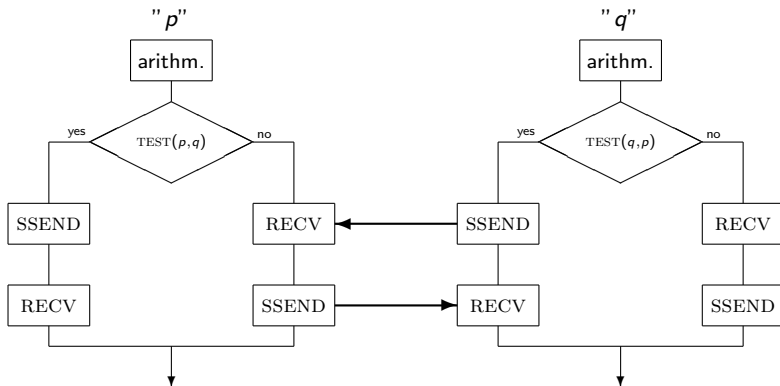 "p" "q"
arithm. arithm.
yes TEST(p,q) no yes TEST(q,p) no
SSEND RECV SSEND RECV
RECV SSEND RECV SSEND